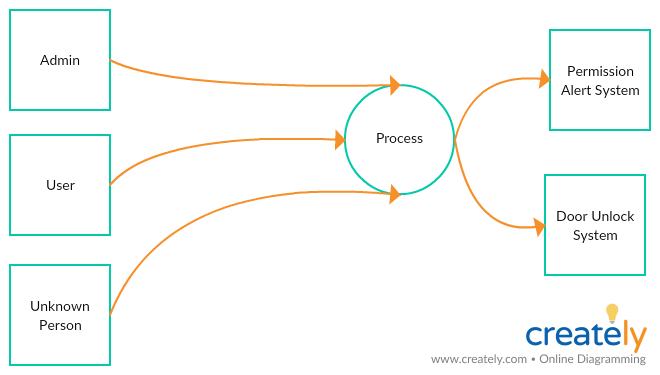 Admin
User
Unknown
Person
Process
Permission
Alert System
Door Unlock
System
creately
www.creately.com • Online Diagramming